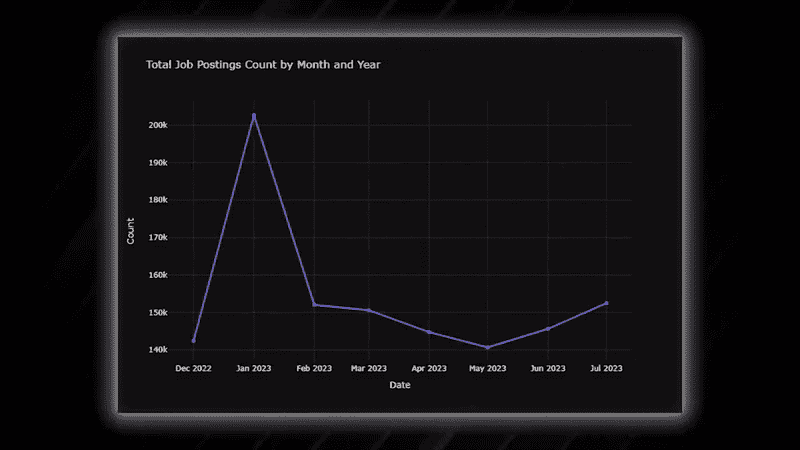 Total Job Postings Count by Month and Year
200k
190k
180k
170k
160k
150k
140k
Count
Dec 2022 Jan 2023 Feb 2023 Mar 2023 Apr 2023 May 2023 Jun 2023 Jul 2023
Date